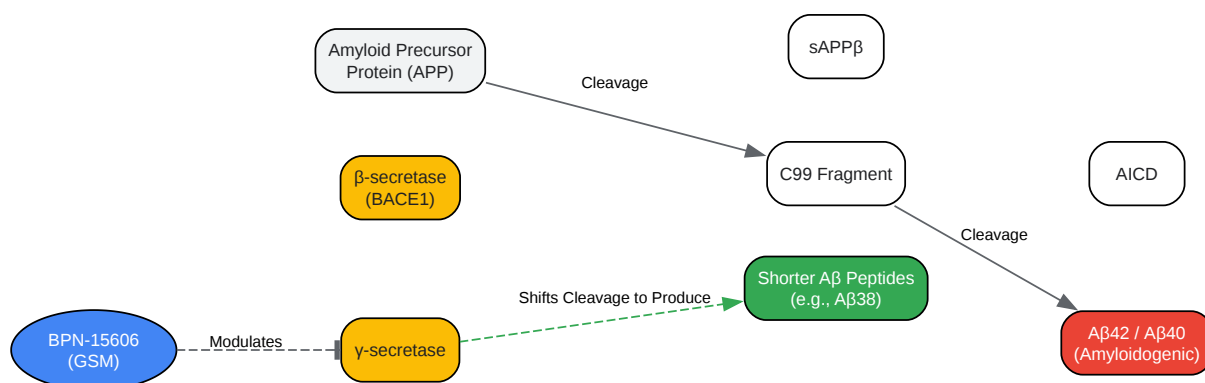 Amyloid Precursor
Protein (APP)
sAPPβ
Cleavage
β-secretase
(BACE1)
C99 Fragment
AICD
Cleavage
Shorter Aβ Peptides
(e.g., Aβ38)
Shifts Cleavage to Produce
BPN-15606
(GSM)
Modulates
γ-secretase
Aβ42 / Aβ40
(Amyloidogenic)